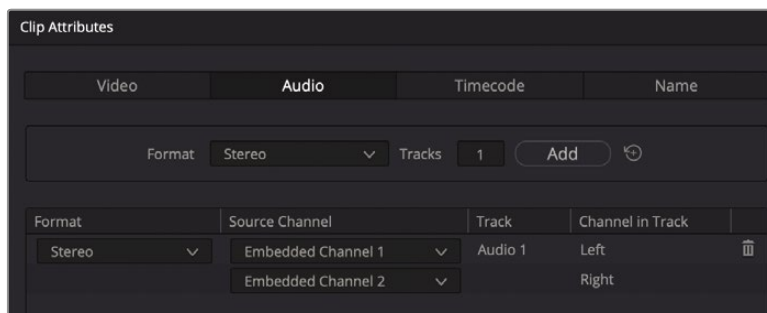 Clip Attributes
Video Audio Timecode Name
Format Stereo Tracks 1 Add
Format Source Channel Track Channel in Track
Stereo Embedded Channel 1 Audio 1 Left
Embedded Channel 2 Right